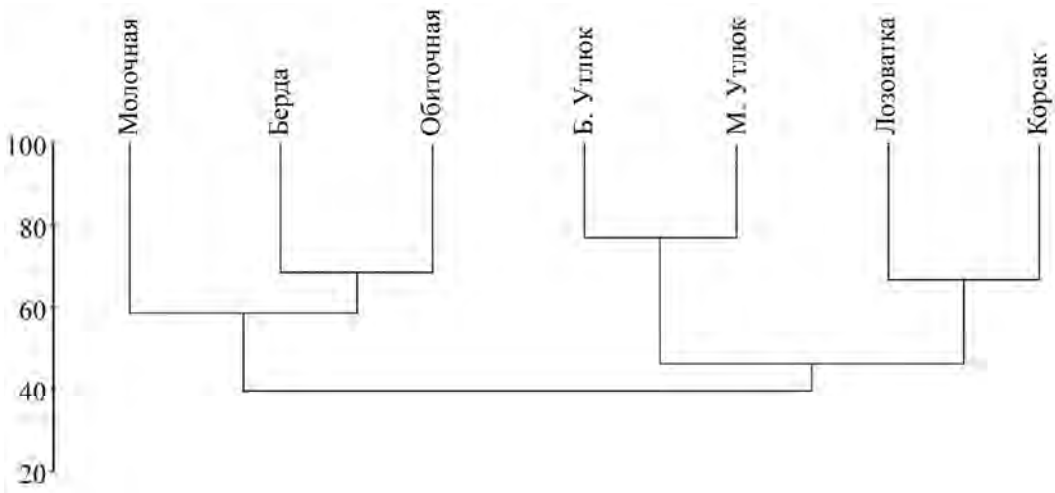 Молочная
Берда
Обиточная
Б. Утлюк
М. Утлюк
Лозоватка
Корсак
100
80
60
40
20